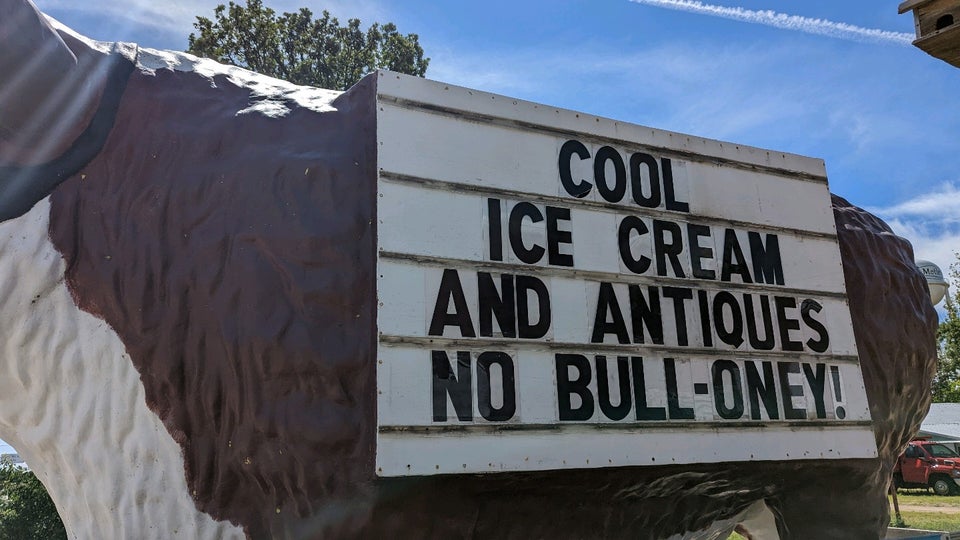 COOL
ICE CREAM
AND ANTIQUES
NO BULL-ONEY!